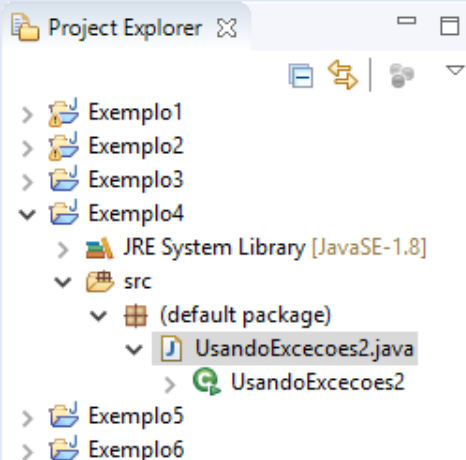 Project Explorer
Exemplo1
Exemplo2
Exemplo3
Exemplo4
JRE System Library [JavaSE-1.8]
src
(default package)
UsandoExcecoes2.java
UsandoExcecoes2
Exemplo5
Exemplo6